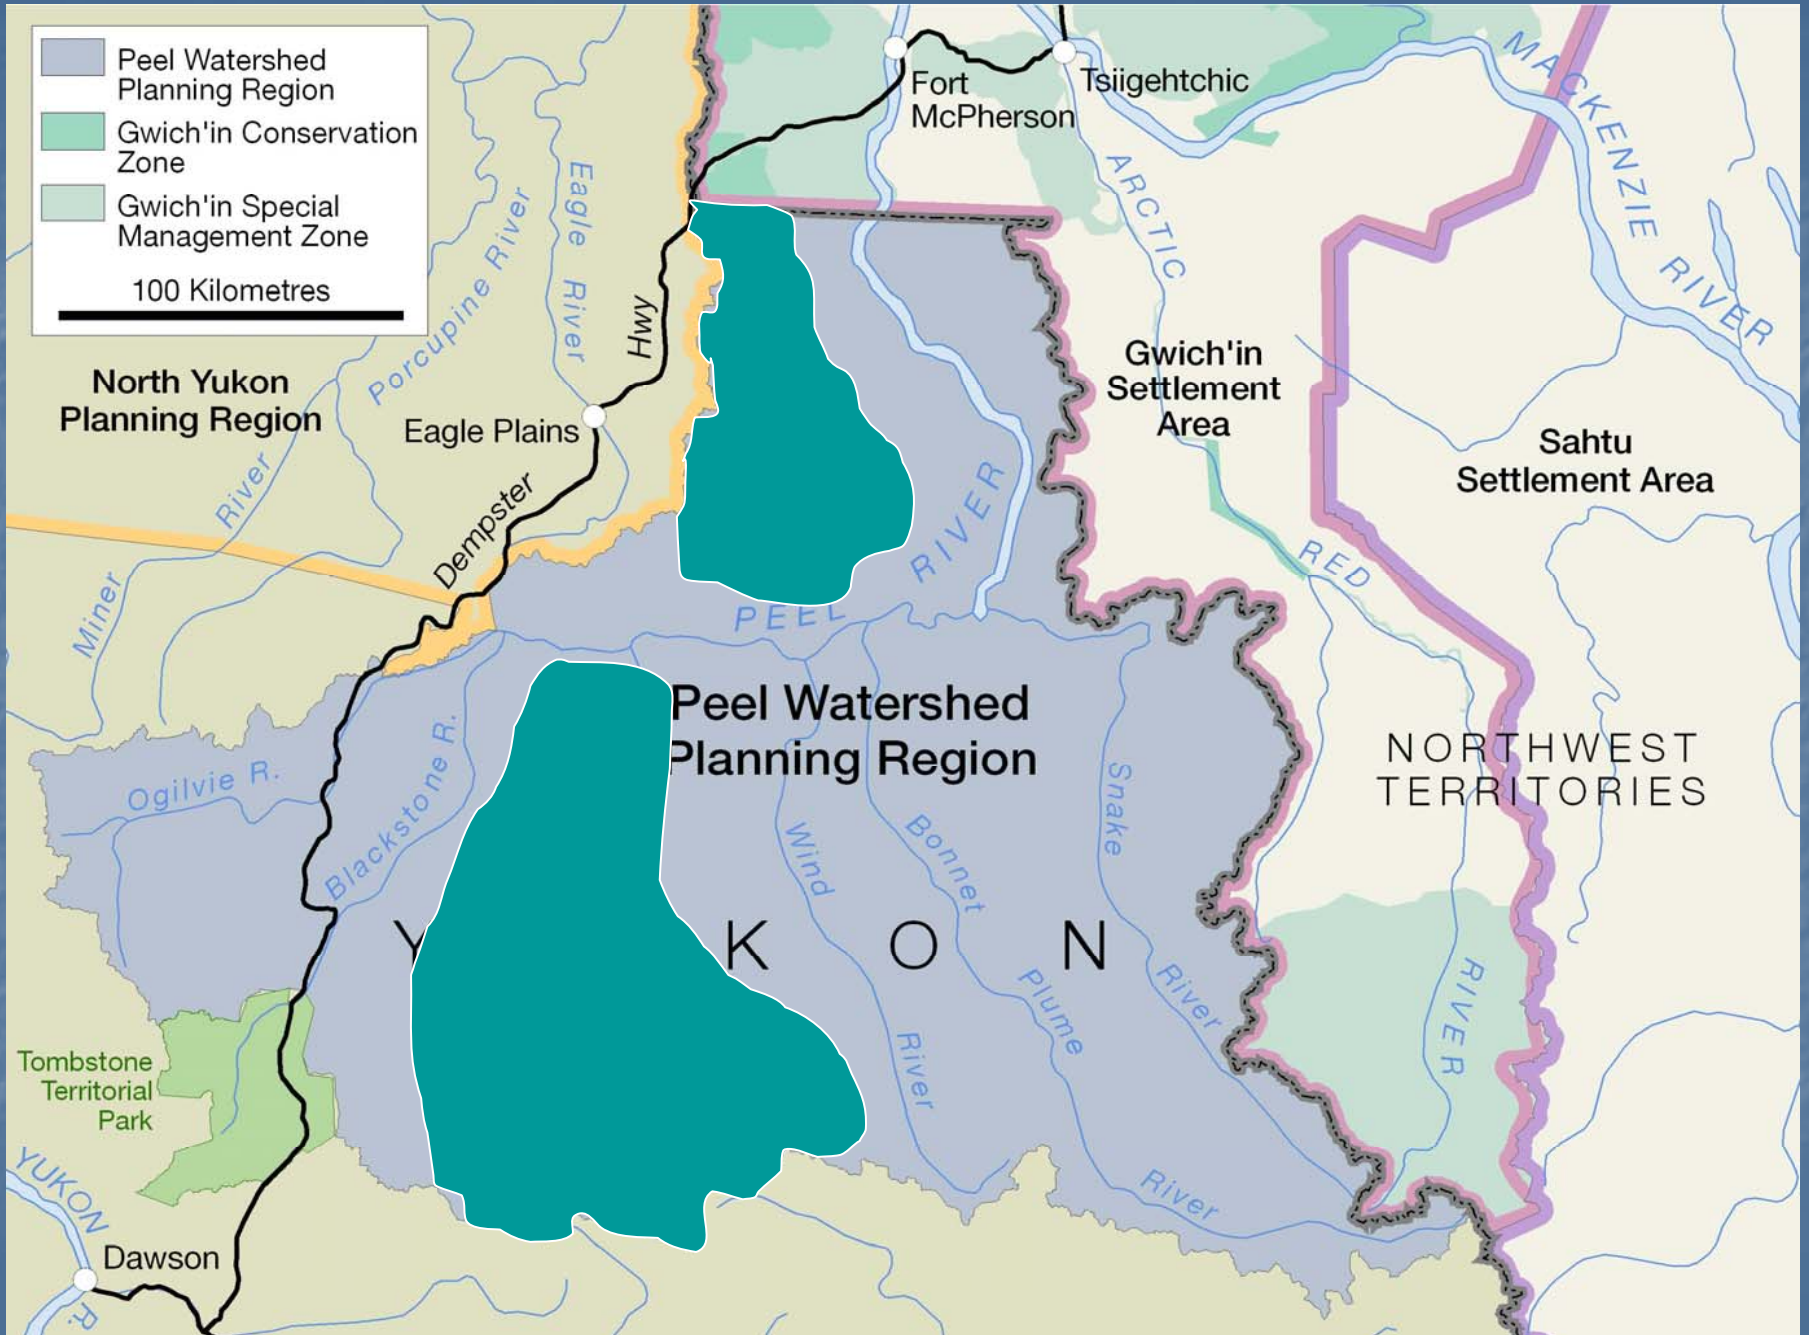 Peel Watershed
Planning Region
Gwich'in Conservation
Zone
Gwich'in Special
Management Zone
100 Kilometres
Fort
McPherson
Tsiigehtchic
MACKENZIE RIVER
ARCTIC
RED
RIVER
Eagle River
Porcupine River
Hwy
North Yukon
Planning Region
Eagle Plains
Dempster
Miner
River
Gwich'in
Settlement
Area
Sahtu
Settlement Area
PEEL
RIVER
Peel Watershed
Planning Region
NORTHWEST
TERRITORIES
Ogilvie R.
Blackstone R.
Wind
River
Bonnet
Plume
River
Snake
River
Y K O N
Tombstone
Territorial
Park
YUKON
R.
Dawson